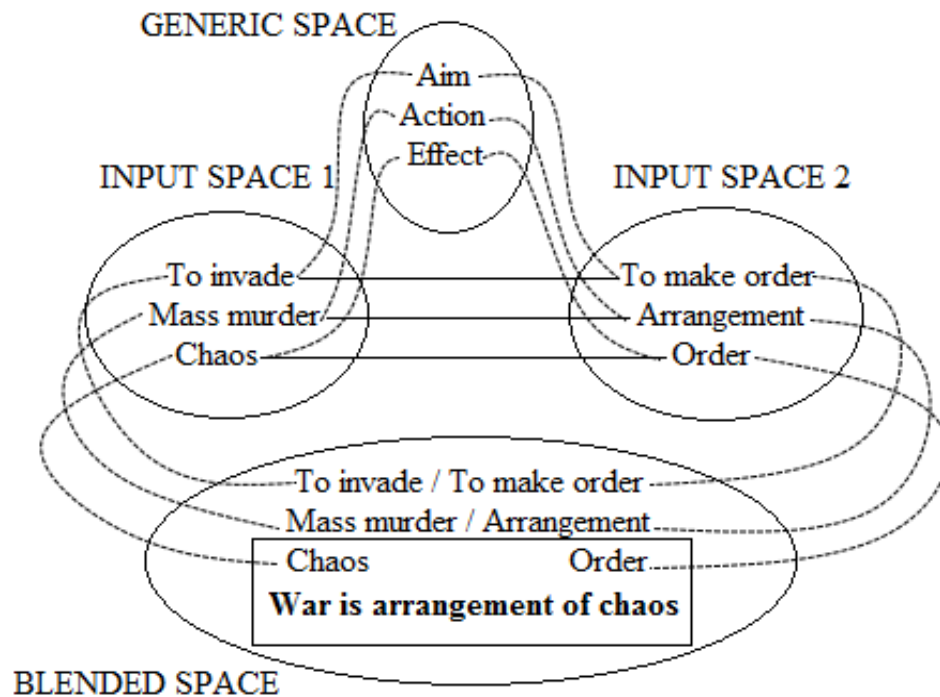 GENERIC SPACE
Aim
Action
Effect
INPUT SPACE 1
INPUT SPACE 2
To invade
To make order
Mass murder
Arrangement
Chaos
Order
To invade / To make order
Mass murder / Arrangement
Chaos Order
War is arrangement of chaos
BLENDED SPACE